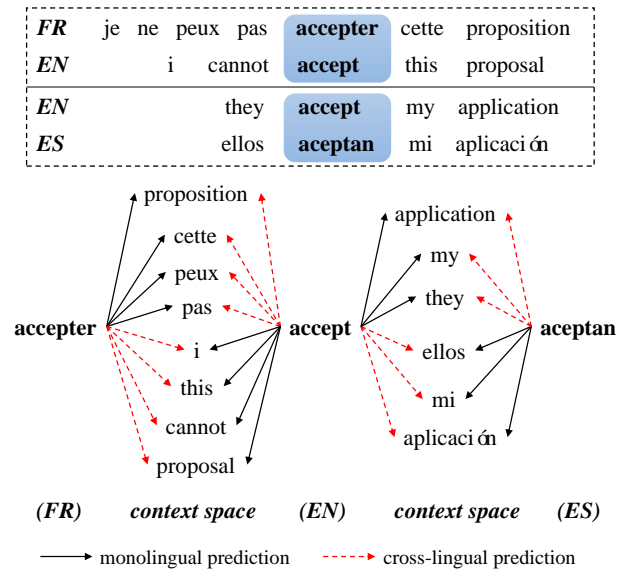 FR je ne peux pas accepter cette proposition
EN i cannot accept this proposal
EN they accept my application
ES ellos aceptan mi aplicación
proposition
cette
peux
pas
i
this
cannot
proposal
accepter
accept
application
my
they
ellos
mi
aplicación
aceptan
(FR) context space (EN) context space (ES)
monolingual prediction cross-lingual prediction